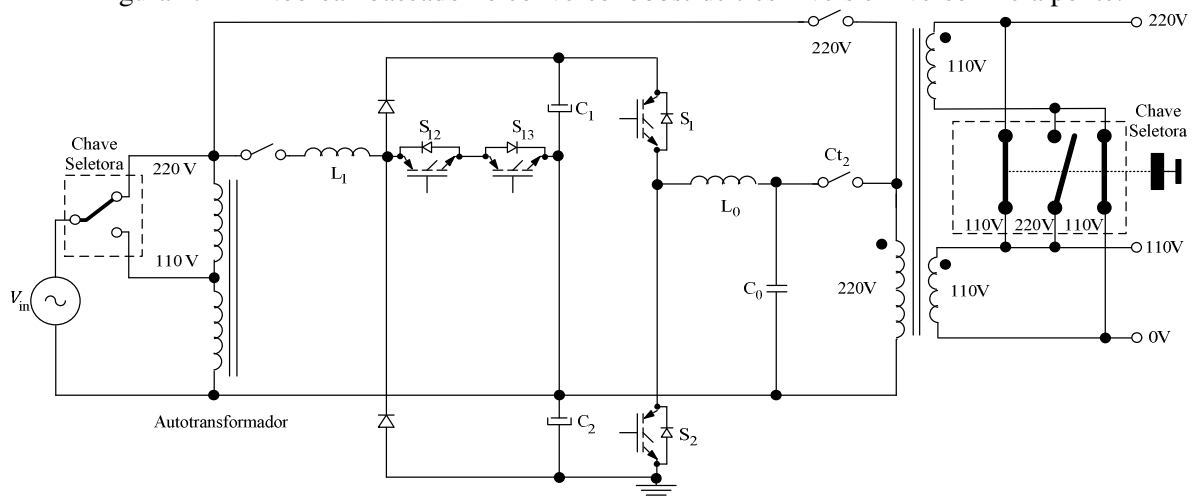 220V
220V
110V
Chave
Seletora
S12
S13
C1
S1
Chave
Seletora
220 V
L1
Ct2
L0
110V
220V
110V
110 V
110V
C0
220V
110V
Vin
0V
Autotransformador
C2
S2